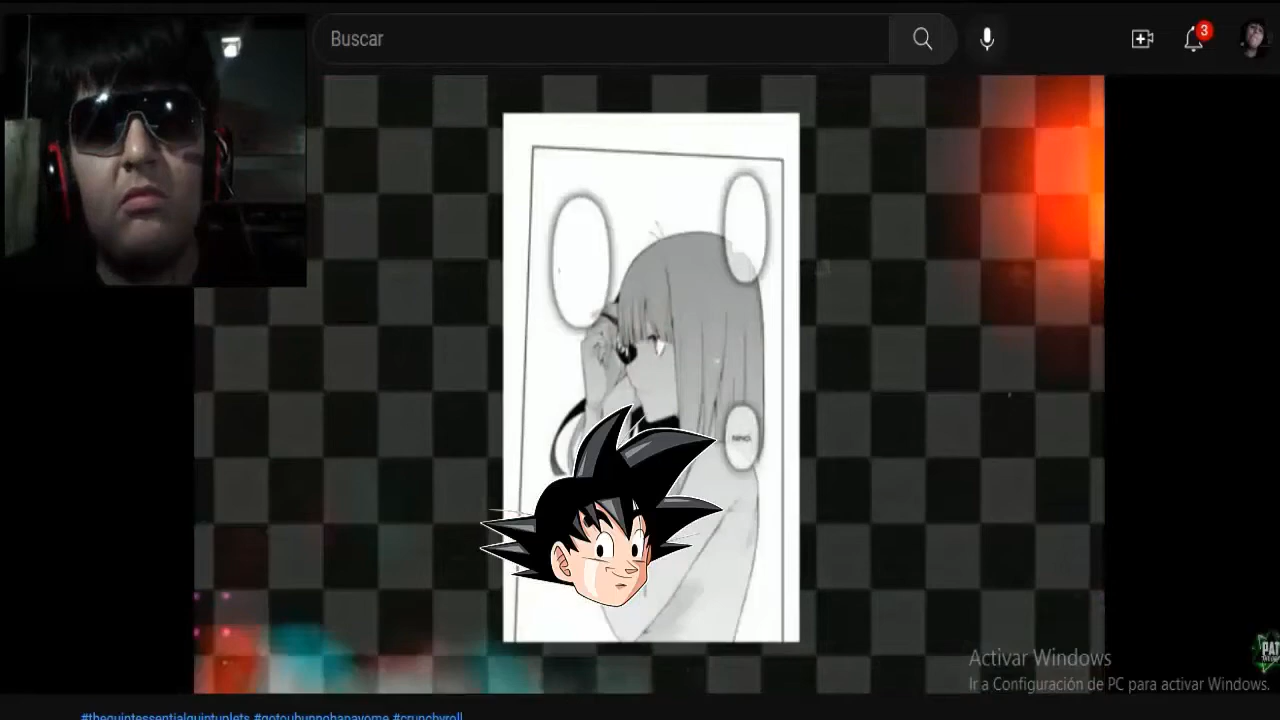 Buscar
3
Activar Windows
Ir a Configuración de PC para activar Windows.
#thequintessentialquintuplets #gotoubunnohanayome #crunchyroll